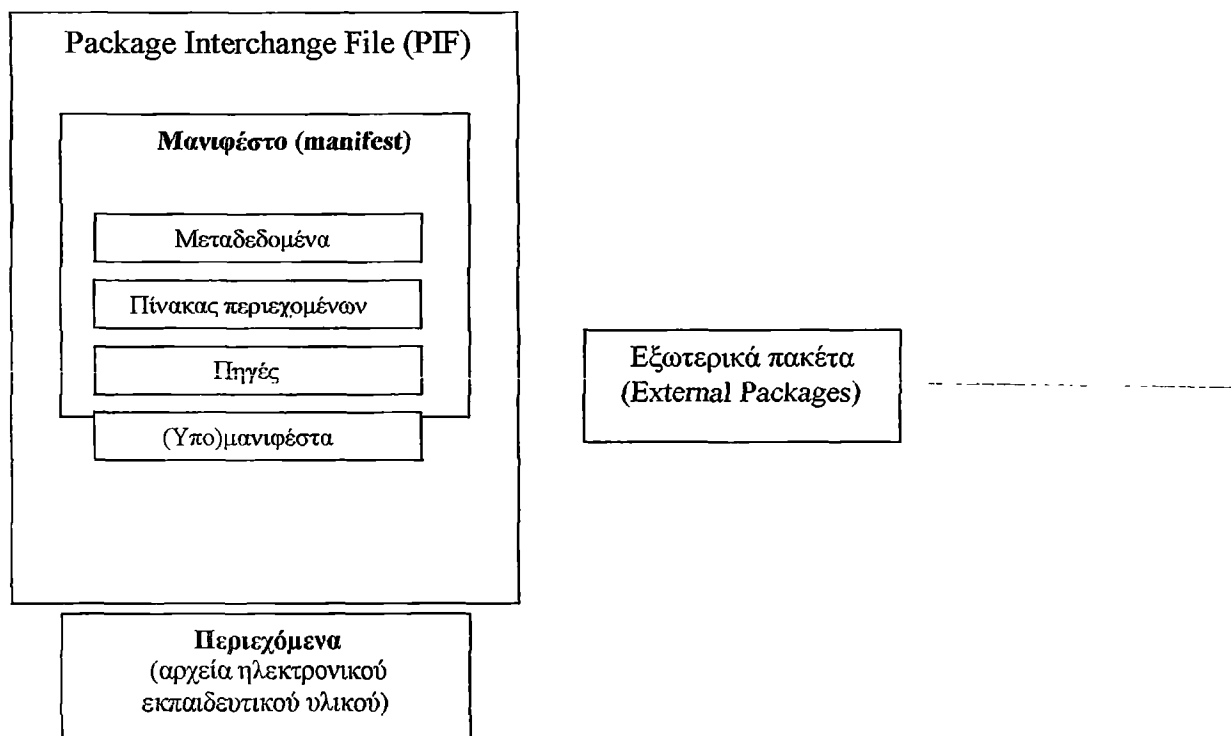 Package Interchange File (PIF)
Μανιφέστο (manifest)
Μεταδεδομένα
Πίνακας περιεχομένων
Πηγές
(Υπο)μανιφέστα
Εξωτερικά πακέτα
(External Packages)
Περιεχόμενα
(αρχεία ηλεκτρονικού
εκπαιδευτικού υλικού)